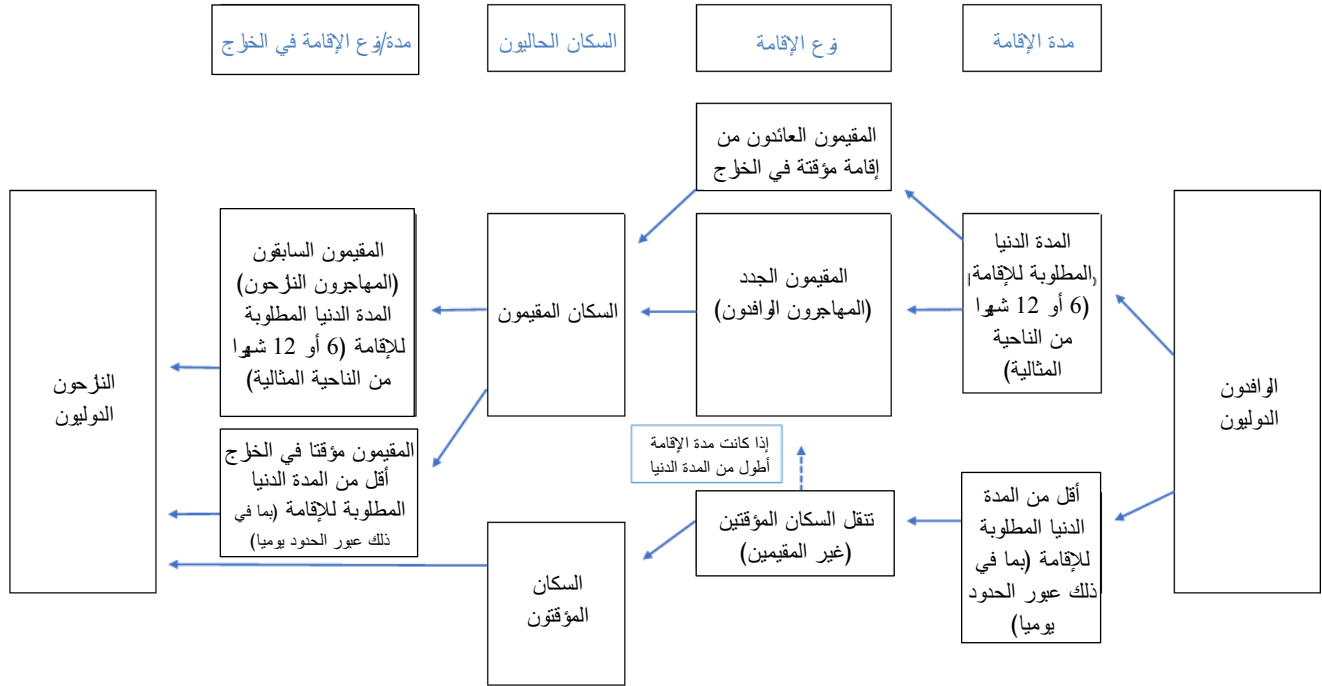 مدة الإقامة
نوع الإقامة
السكان الحاليون
مدة/نوع الإقامة في الخارج
الوافدون
الدوليون
المدة الدنيا
المطلوبة للإقامة
(6 أو 12 شهرا
من الناحية
المثالية)
أقل من المدة
الدنيا المطلوبة
للإقامة (بما في
ذلك عبور الحدود
يوميا)
المقيمون العائدون من
إقامة مؤقتة في الخارج
المقيمون الجدد
(المهاجرون الوافدون)
إذا كانت مدة الإقامة
أطول من المدة الدنيا
تنقل السكان المؤقتين
(غير المقيمين)
السكان المقيمون
السكان
المؤقتون
المقيمون السابقون
(المهاجرون النازحون)
المدة الدنيا المطلوبة
للإقامة (6 أو 12 شهرا
من الناحية المثالية)
المقيمون مؤقتا في الخارج
أقل من المدة الدنيا
المطلوبة للإقامة (بما في
ذلك عبور الحدود يوميا)
النازحون
الدوليون